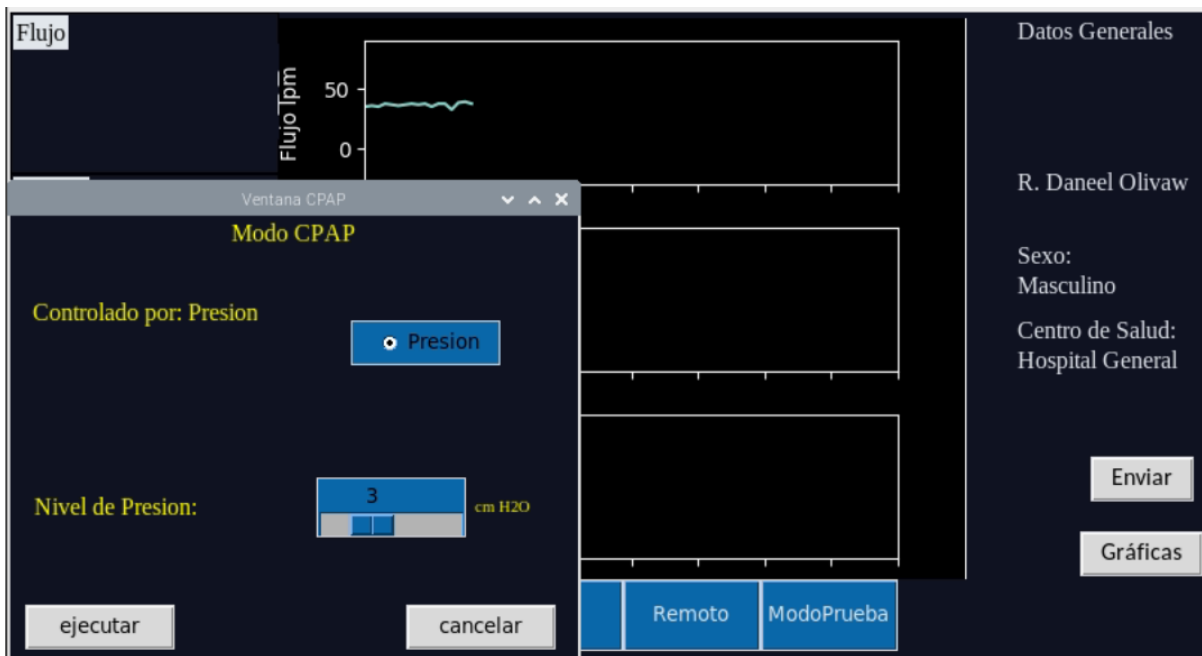 Flujo
Flujo Tpm
50
0
Datos Generales
R. Daneel Olivaw
Sexo:
Masculino
Centro de Salud:
Hospital General
Enviar
Gráficas
Ventana CPAP
Modo CPAP
Controlado por: Presion
Presion
Nivel de Presion:
3
cm H2O
ejecutar
cancelar
Remoto
ModoPrueba